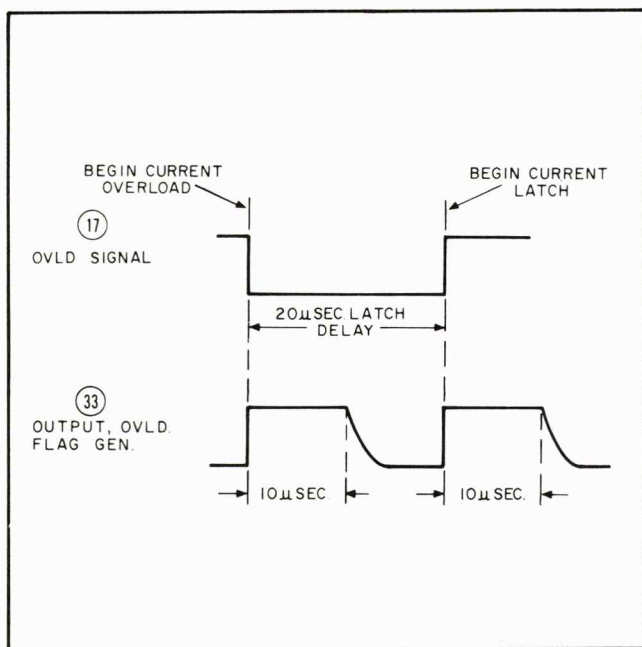 BEGIN CURRENT
OVERLOAD
BEGIN CURRENT
LATCH
17
OVLD SIGNAL
20μSEC. LATCH
DELAY
33
OUTPUT, OVLD.
FLAG GEN.
10μSEC.
10μSEC.